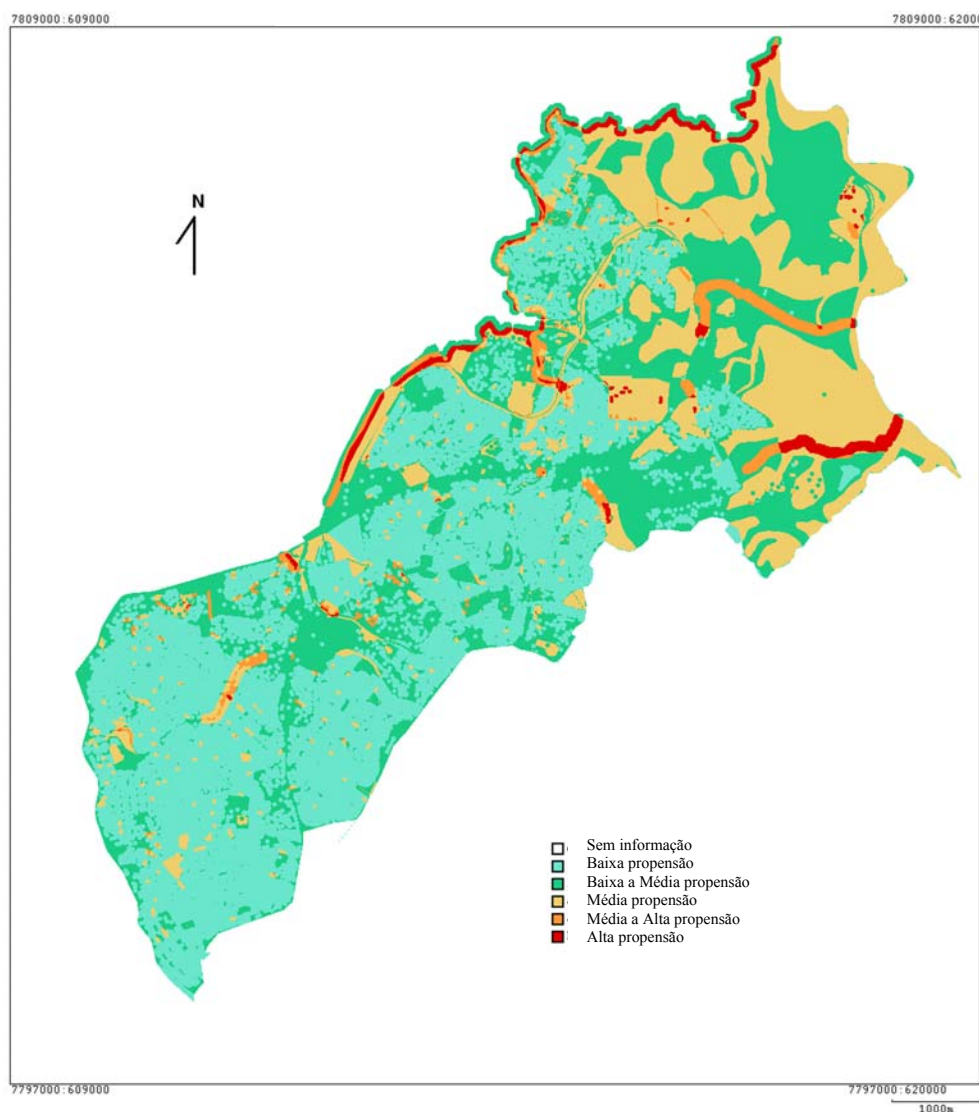 7809000:609000
7809000:62000
N
Sem informação
Baixa propensão
Baixa a Média propensão
Média propensão
Média a Alta propensão
Alta propensão
7797000:609000
7797000:620000
1000m